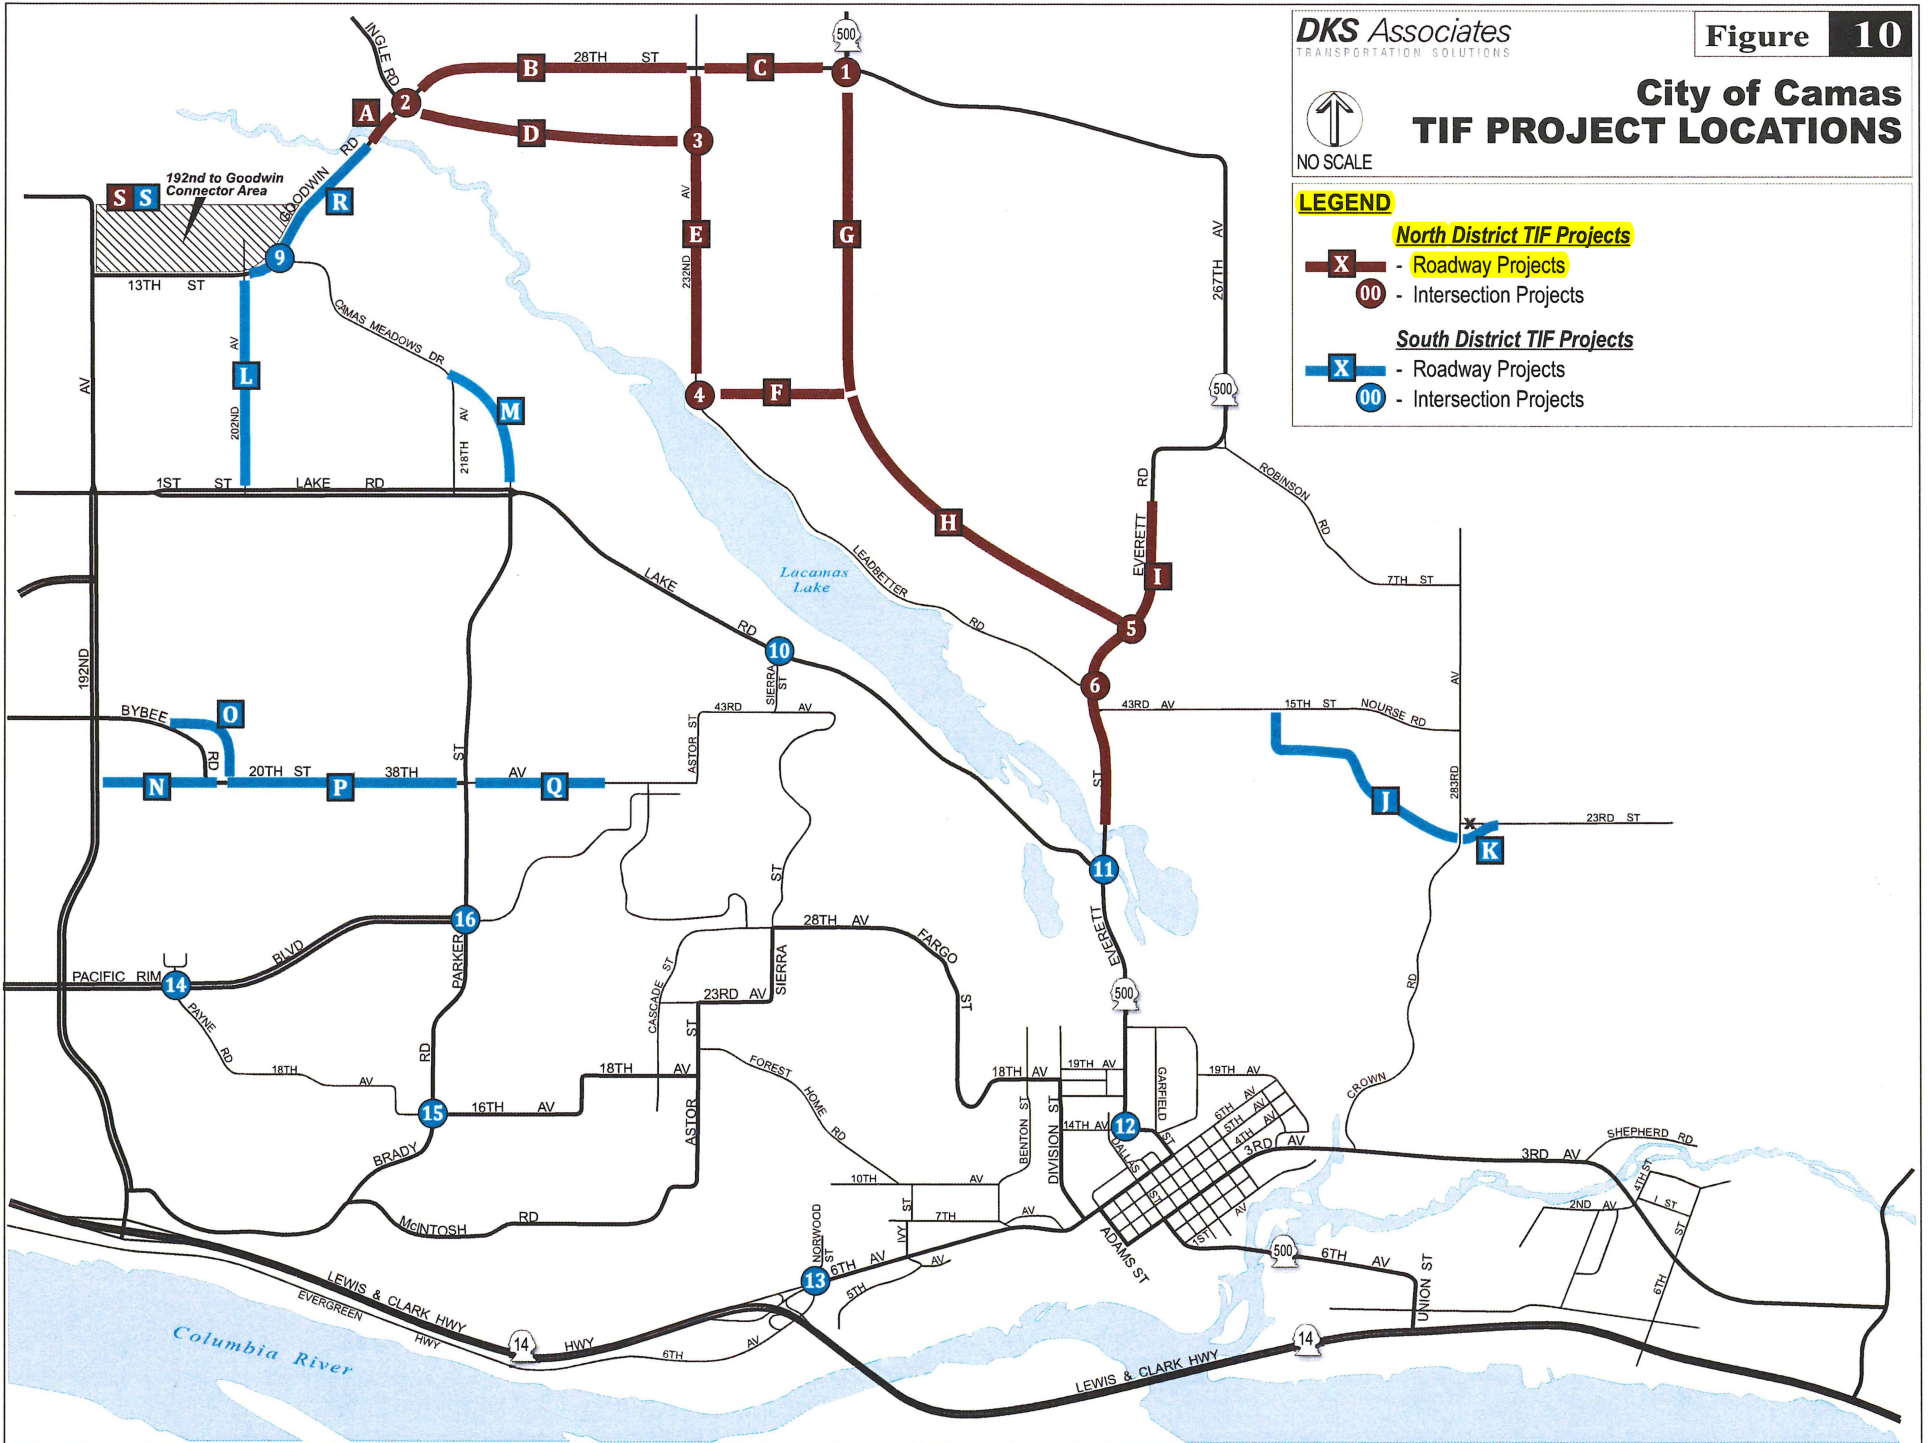 DKS Associates
TRANSPORTATION SOLUTIONS
Figure 10
City of Camas
TIF PROJECT LOCATIONS
NO SCALE
LEGEND
North District TIF Projects
X - Roadway Projects
00 - Intersection Projects
South District TIF Projects
X - Roadway Projects
00 - Intersection Projects
INGLE RD
500
B
28TH ST
C
1
2
A
D
3
GOODWIN RD
R
S S
192nd to Goodwin
Connector Area
9
13TH ST
CAMAS MEADOWS DR
AV
E
232ND
G
267TH AV
500
4
F
AV
L
202ND
M
AV
218TH
AV
1ST ST
LAKE RD
H
EVERETT RD
I
ROBINSON RD
7TH ST
Lacamas
Lake
LEADBETTER RD
LAKE RD
5
6
10
SIERRA ST
43RD AV
ASTOR ST
43RD AV
15TH ST
NOURSE RD
AV
283RD
192ND
BYBEE RD
O
N
20TH ST
P
38TH AV
Q
ST
ST
J
X
K
23RD ST
11
EVERETT
500
16
PARKER
BLVD
PACIFIC RIM
14
PAYNE RD
18TH AV
RD
15
16TH AV
18TH AV
ST
28TH AV
FARGO ST
SIERRA
23RD AV
CASCADE ST
ST
ASTOR
FOREST HOME RD
18TH AV
19TH AV
GARFIELD ST
19TH AV
BENTON ST
DIVISION ST
14TH AV
12
DALLAS ST
6TH AV
5TH AV
4TH AV
3RD AV
CROWN RD
SHEPHERD RD
3RD AV
4TH ST
I ST
2ND AV
6TH ST
BRADY
McINTOSH RD
10TH AV
7TH AV
IVY ST
NORWOOD ST
13
6TH AV
5TH AV
ADAMS ST
1ST AV
500
6TH AV
UNION ST
LEWIS & CLARK HWY
EVERGREEN HWY
14
HWY
6TH AV
LEWIS & CLARK HWY
14
Columbia River